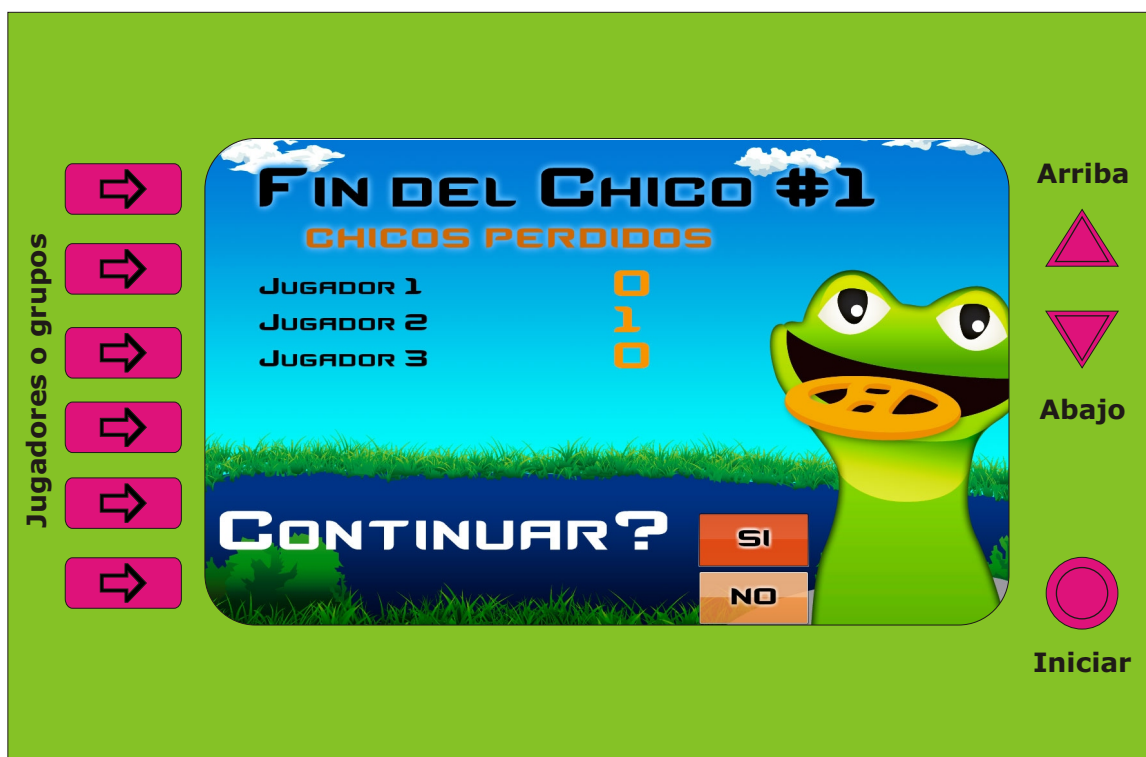 Jugadores o grupos
FIN DEL CHICO #1
CHICOS PERDIDOS
JUGADOR 1 0
JUGADOR 2 1
JUGADOR 3 0
CONTINUAR?
SI
NO
Arriba
Abajo
Iniciar